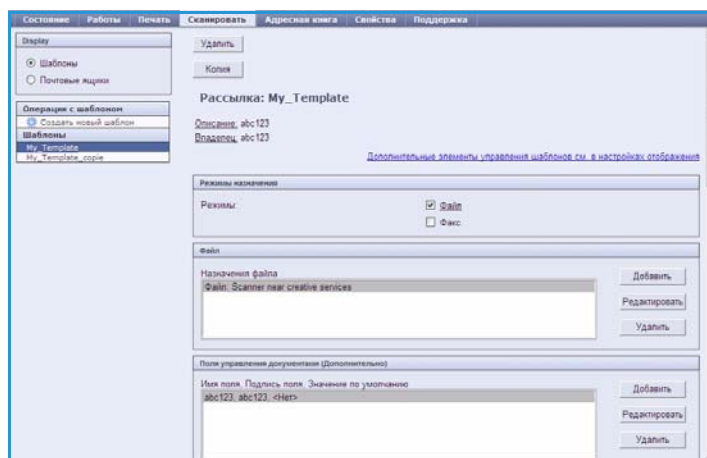 Состояние Работы Печать Сканировать Адресная книга Свойства Поддержка
Display
Шаблоны
Почтовые ящики
Операция с шаблоном
Создать новый шаблон
Шаблоны
My_Template
My_Template_copie
Удалить
Копия
Рассылка: My_Template
Описание: abc123
Владелец: abc123
Дополнительные элементы управления шаблонов см. в настройках отображения
Режимы назначения
Режимы:
Файл
Факс
Файл
Назначения файла
Файл: Scanner near creative services
Добавить
Редактировать
Удалить
Поля управления документами (Дополнительно)
Имя поля, Подпись поля, Значение по умолчанию
abc123, abc123, <Нет>
Добавить
Редактировать
Удалить